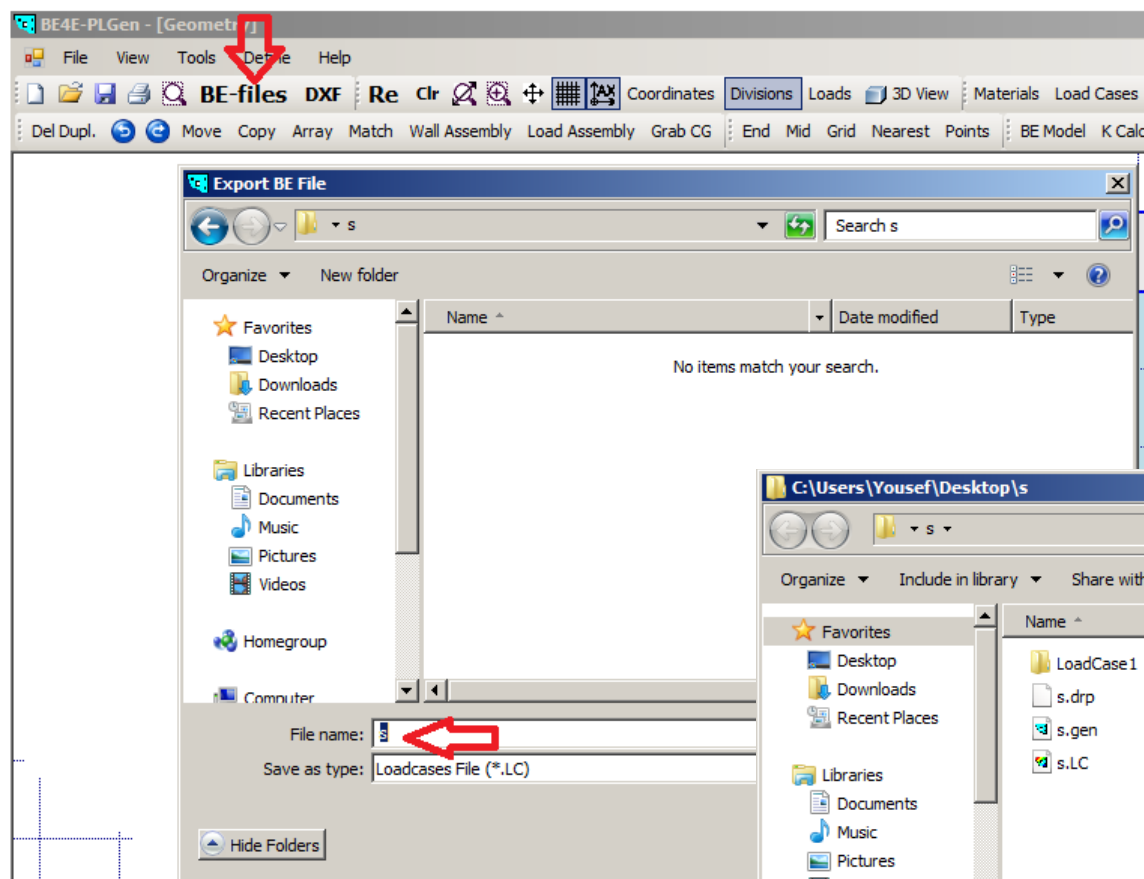 BE4E-PLGen - [Geometry]
File View Tools Define Help
BE-files DXF Re Clr Coordinates Divisions Loads 3D View Materials Load Cases
Del Dupl. Move Copy Array Match Wall Assembly Load Assembly Grab CG End Mid Grid Nearest Points BE Model K Calc
Export BE File
s
Search s
Organize New folder
Favorites
Desktop
Downloads
Recent Places
Libraries
Documents
Music
Pictures
Videos
Homegroup
Computer
Name Date modified Type
No items match your search.
File name: s
Save as type: Loadcases File (*.LC)
Hide Folders
C:\Users\Yousef\Desktop\s
s
Organize Include in library Share with
Favorites
Desktop
Downloads
Recent Places
Libraries
Documents
Music
Pictures
Name
LoadCase1
s.drp
s.gen
s.LC